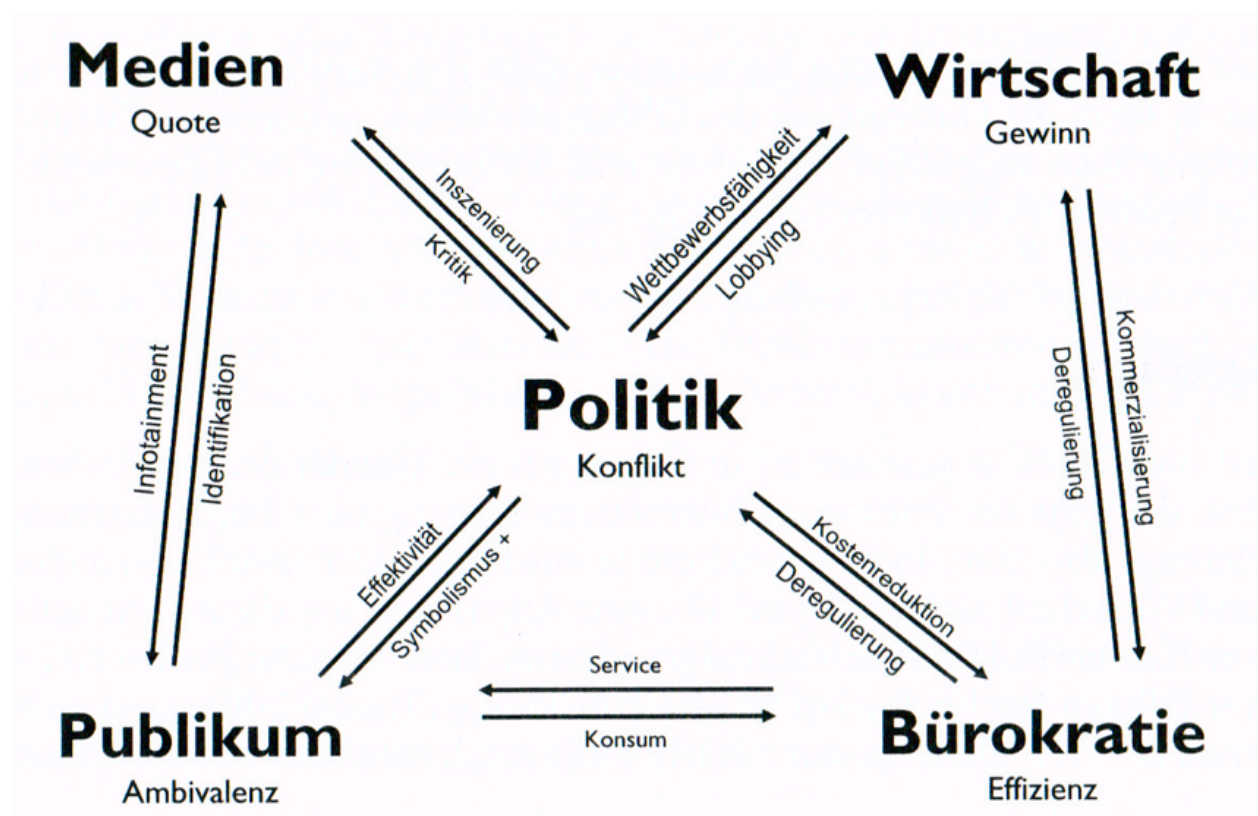 Medien
Quote
Wirtschaft
Gewinn
Inszenierung
Kritik
Wettbewerbsfähigkeit
Lobbying
Infotainment
Identifikation
Politik
Konflikt
Deregulierung
Kommerzialisierung
Effektivität
Symbolismus +
Kostenreduktion
Deregulierung
Service
Konsum
Publikum
Ambivalenz
Bürokratie
Effizienz